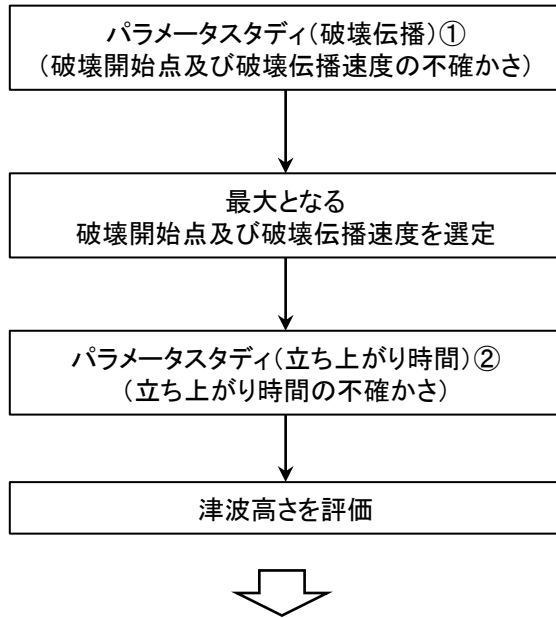 パラメータスタディ(破壊伝播)①
(破壊開始点及び破壊伝播速度の不確かさ)
最大となる
破壊開始点及び破壊伝播速度を選定
パラメータスタディ(立ち上がり時間)②
(立ち上がり時間の不確かさ)
津波高さを評価